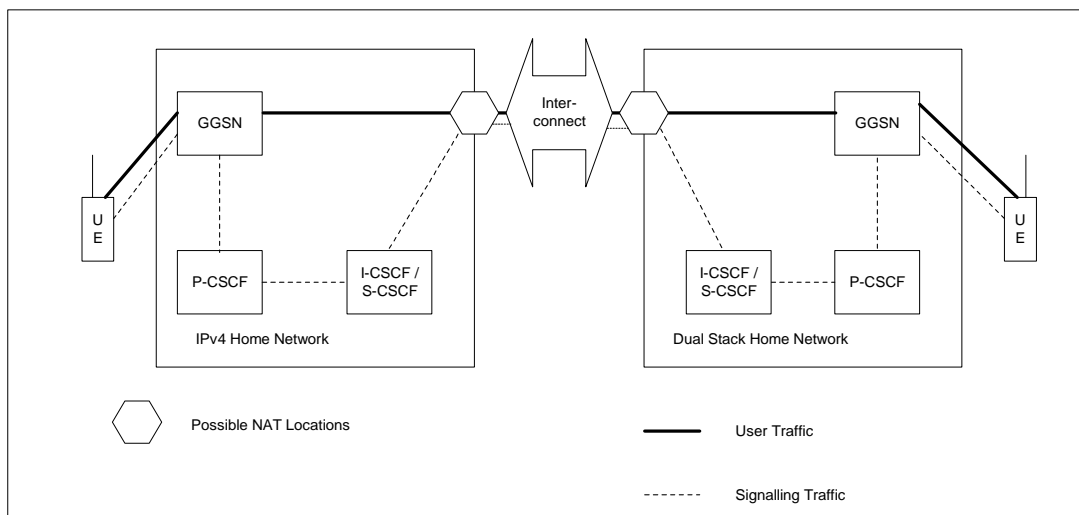 Inter-
connect
GGSN
GGSN
U
E
U
E
P-CSCF
I-CSCF /
S-CSCF
I-CSCF /
S-CSCF
P-CSCF
IPv4 Home Network
Dual Stack Home Network
Possible NAT Locations
User Traffic
Signalling Traffic